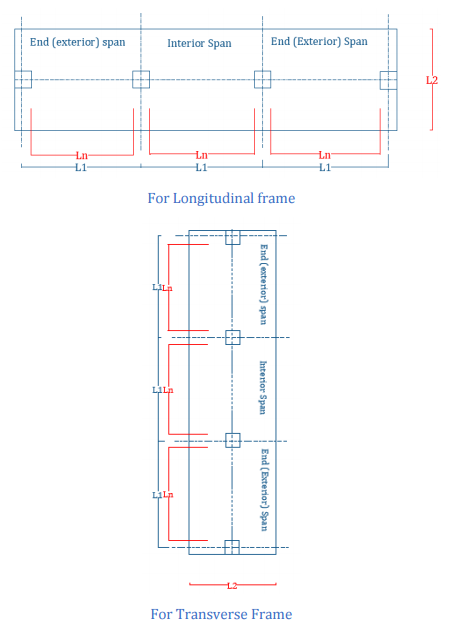 End (exterior) span
Interior Span
End (Exterior) Span
L2
Ln
Ln
Ln
L1
L1
L1
For Longitudinal frame
End (exterior) span
L1
Ln
Interior Span
L1
Ln
End (Exterior) Span
L1
Ln
L2
For Transverse Frame